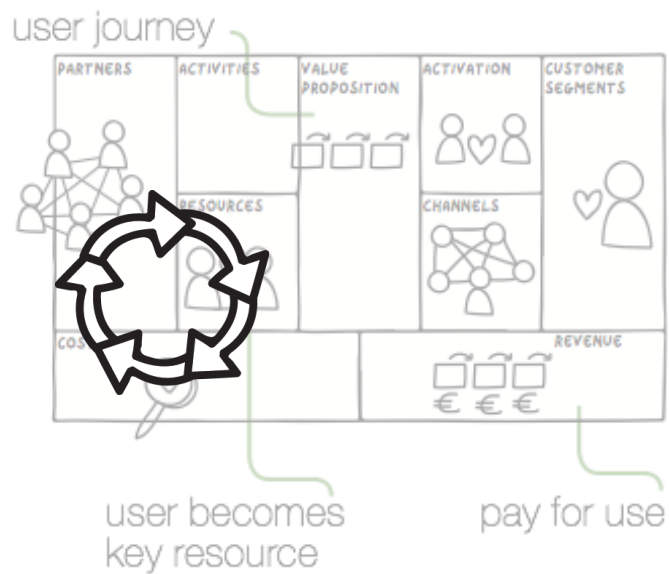 user journey
PARTNERS
ACTIVITIES
VALUE
PROPOSITION
ACTIVATION
CUSTOMER
SEGMENTS
RESOURCES
CHANNELS
COS
REVENUE
€ € €
user becomes
key resource
pay for use